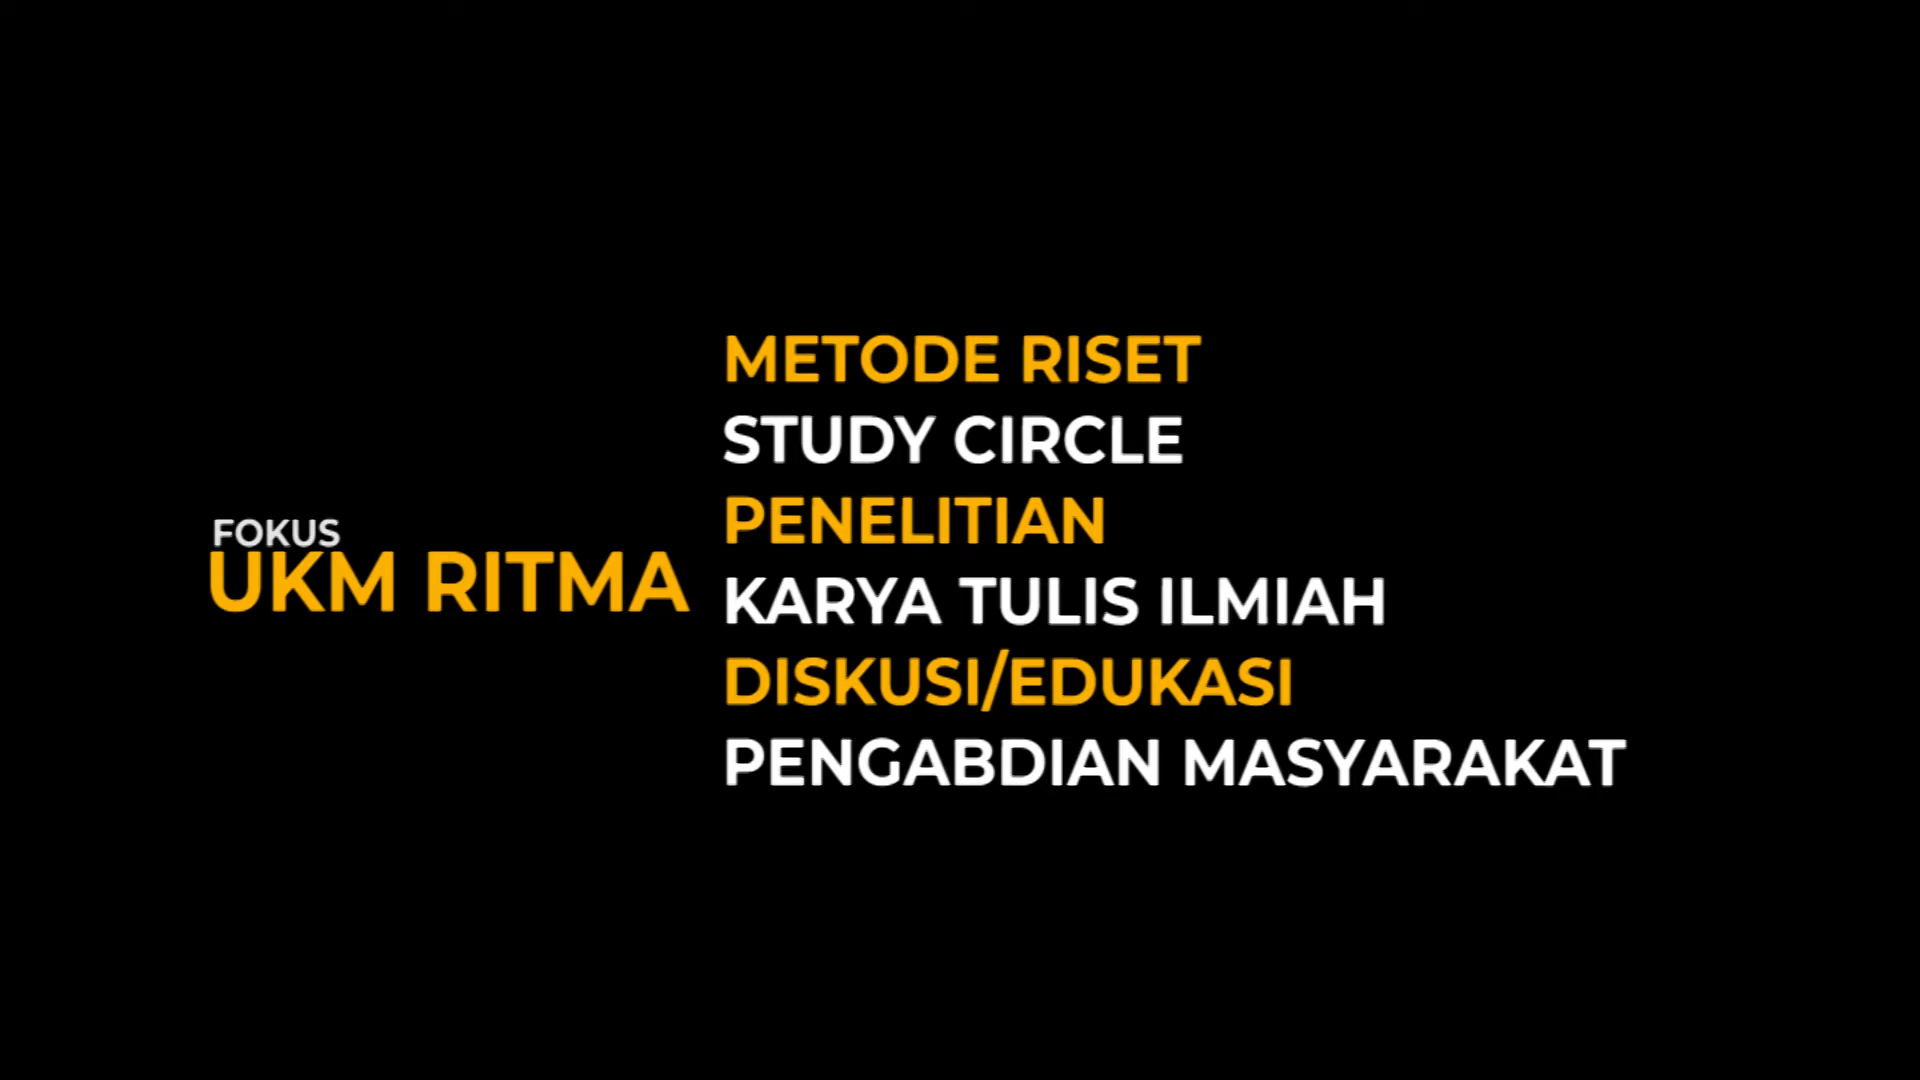 FOKUS
UKM RITMA
METODE RISET
STUDY CIRCLE
PENELITIAN
KARYA TULIS ILMIAH
DISKUSI/EDUKASI
PENGABDIAN MASYARAKAT